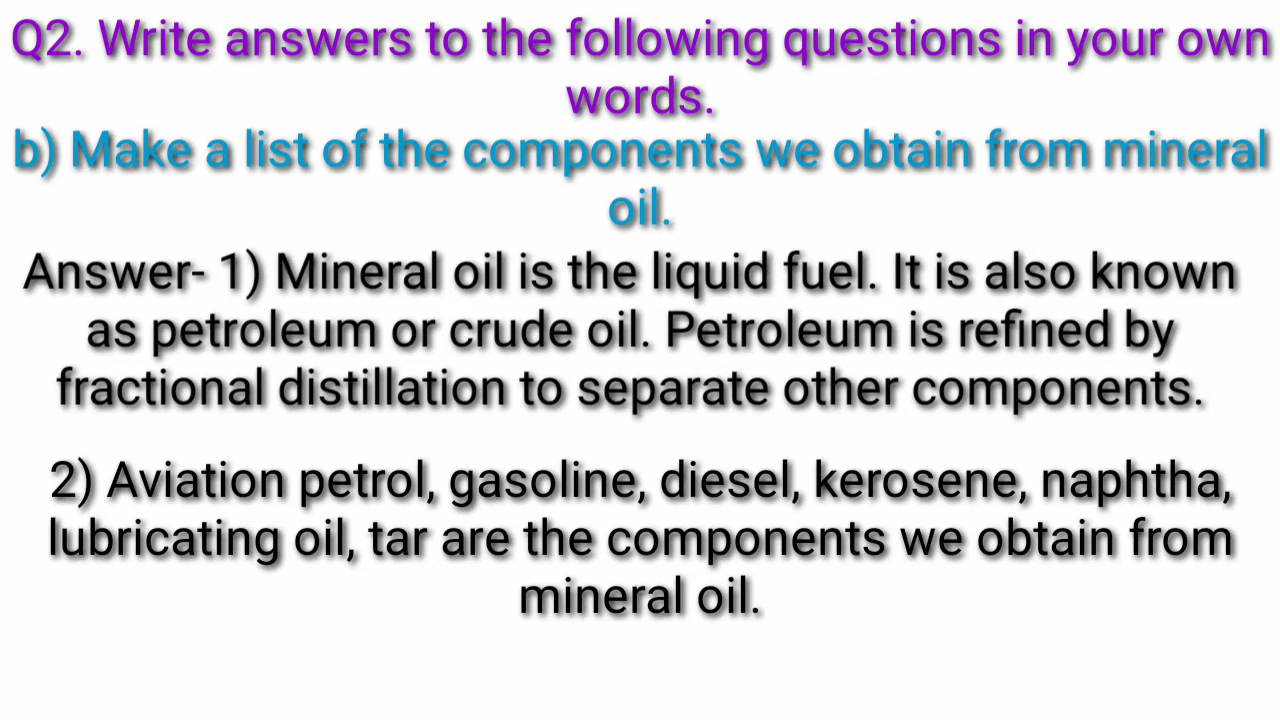 Q2. Write answers to the following questions in your own
words.
b) Make a list of the components we obtain from mineral
oil.
Answer- 1) Mineral oil is the liquid fuel. It is also known
as petroleum or crude oil. Petroleum is refined by
fractional distillation to separate other components.
2) Aviation petrol, gasoline, diesel, kerosene, naphtha,
lubricating oil, tar are the components we obtain from
mineral oil.